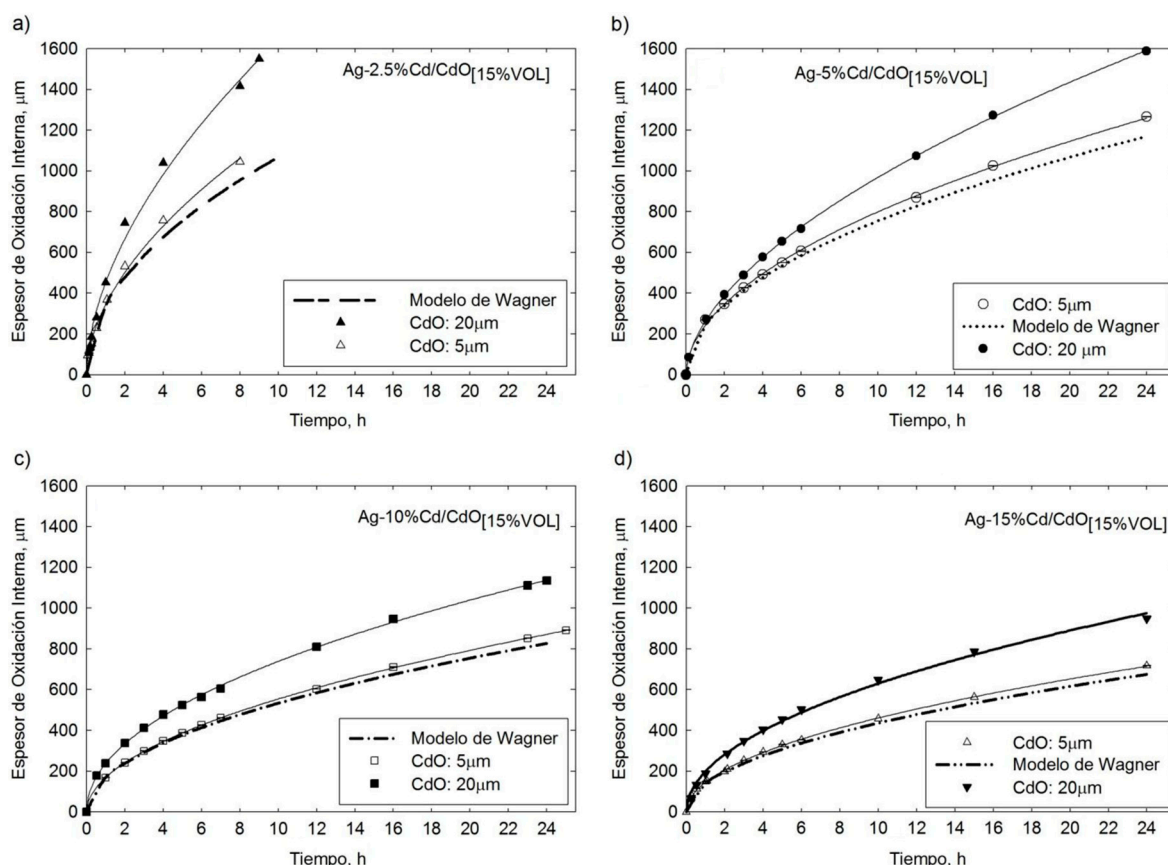 a)
Espesor de Oxidación Interna, μm
1600
1400
1200
1000
800
600
400
200
0
Ag-2.5%Cd/CdO[15%VOL]
Modelo de Wagner
CdO: 20μm
CdO: 5μm
0 2 4 6 8 10 12 14 16 18 20 22 24
Tiempo, h
b)
Espesor de Oxidación Interna, μm
1600
1400
1200
1000
800
600
400
200
0
Ag-5%Cd/CdO[15%VOL]
CdO: 5μm
Modelo de Wagner
CdO: 20 μm
0 2 4 6 8 10 12 14 16 18 20 22 24
Tiempo, h
c)
Espesor de Oxidación Interna, μm
1600
1400
1200
1000
800
600
400
200
0
Ag-10%Cd/CdO[15%VOL]
Modelo de Wagner
CdO: 5μm
CdO: 20μm
0 2 4 6 8 10 12 14 16 18 20 22 24
Tiempo, h
d)
Espesor de Oxidación Interna, μm
1600
1400
1200
1000
800
600
400
200
0
Ag-15%Cd/CdO[15%VOL]
CdO: 5μm
Modelo de Wagner
CdO: 20μm
0 2 4 6 8 10 12 14 16 18 20 22 24
Tiempo, h